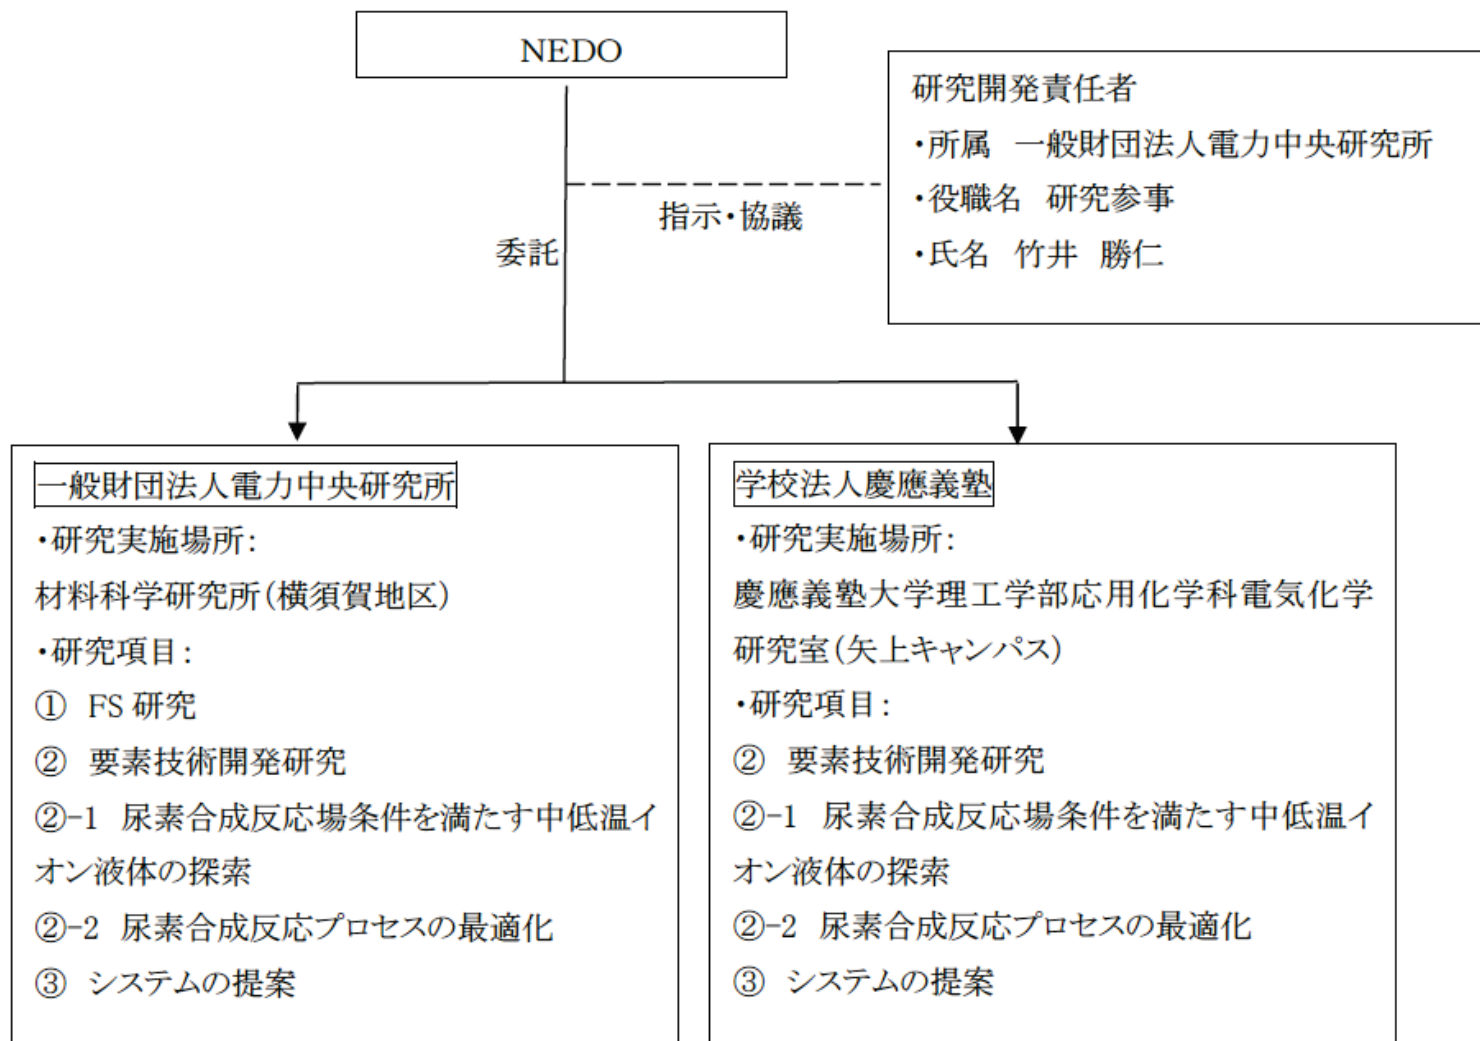 NEDO
研究開発責任者
・所属　一般財団法人電力中央研究所
・役職名　研究参事
・氏名　竹井　勝仁
指示・協議
委託
一般財団法人電力中央研究所
・研究実施場所：
材料科学研究所（横須賀地区）
・研究項目：
①　FS 研究
②　要素技術開発研究
②-1　尿素合成反応場条件を満たす中低温イ
オン液体の探索
②-2　尿素合成反応プロセスの最適化
③　システムの提案
学校法人慶應義塾
・研究実施場所：
慶應義塾大学理工学部応用化学科電気化学
研究室（矢上キャンパス）
・研究項目：
②　要素技術開発研究
②-1　尿素合成反応場条件を満たす中低温イ
オン液体の探索
②-2　尿素合成反応プロセスの最適化
③　システムの提案